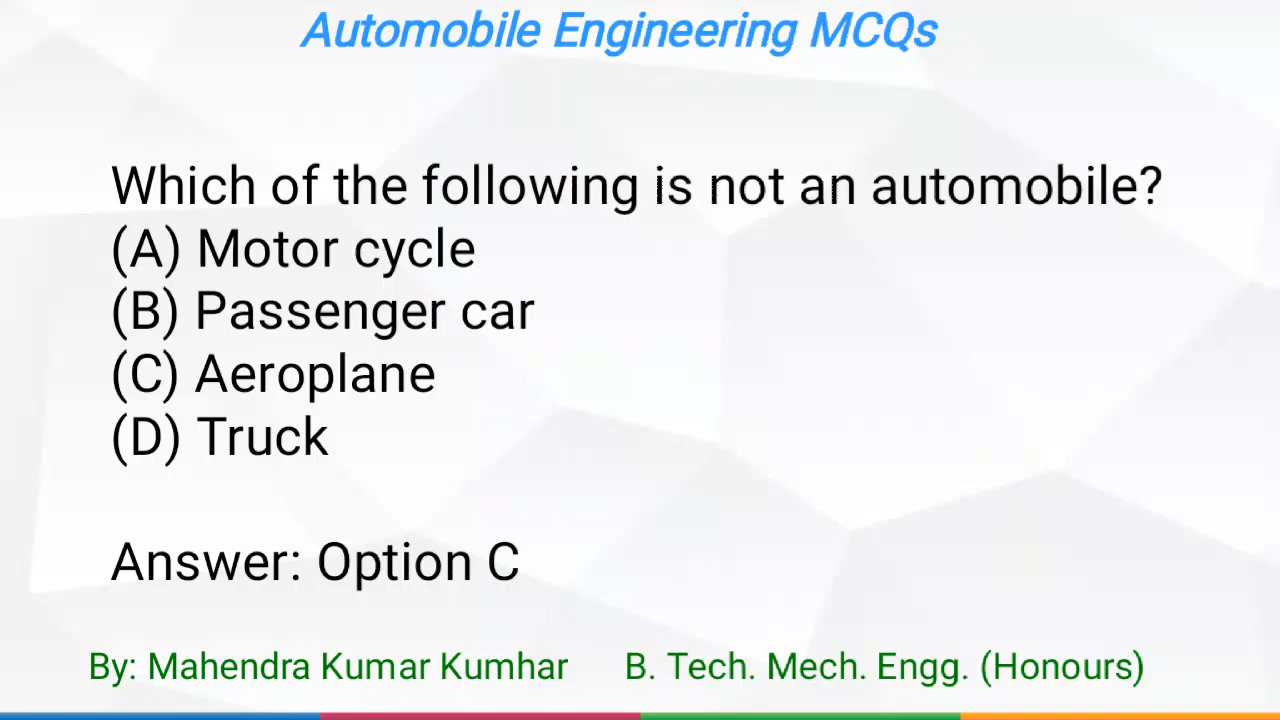 Automobile Engineering MCQs
Which of the following is not an automobile?
(A) Motor cycle
(B) Passenger car
(C) Aeroplane
(D) Truck
Answer: Option C
By: Mahendra Kumar Kumhar B. Tech. Mech. Engg. (Honours)